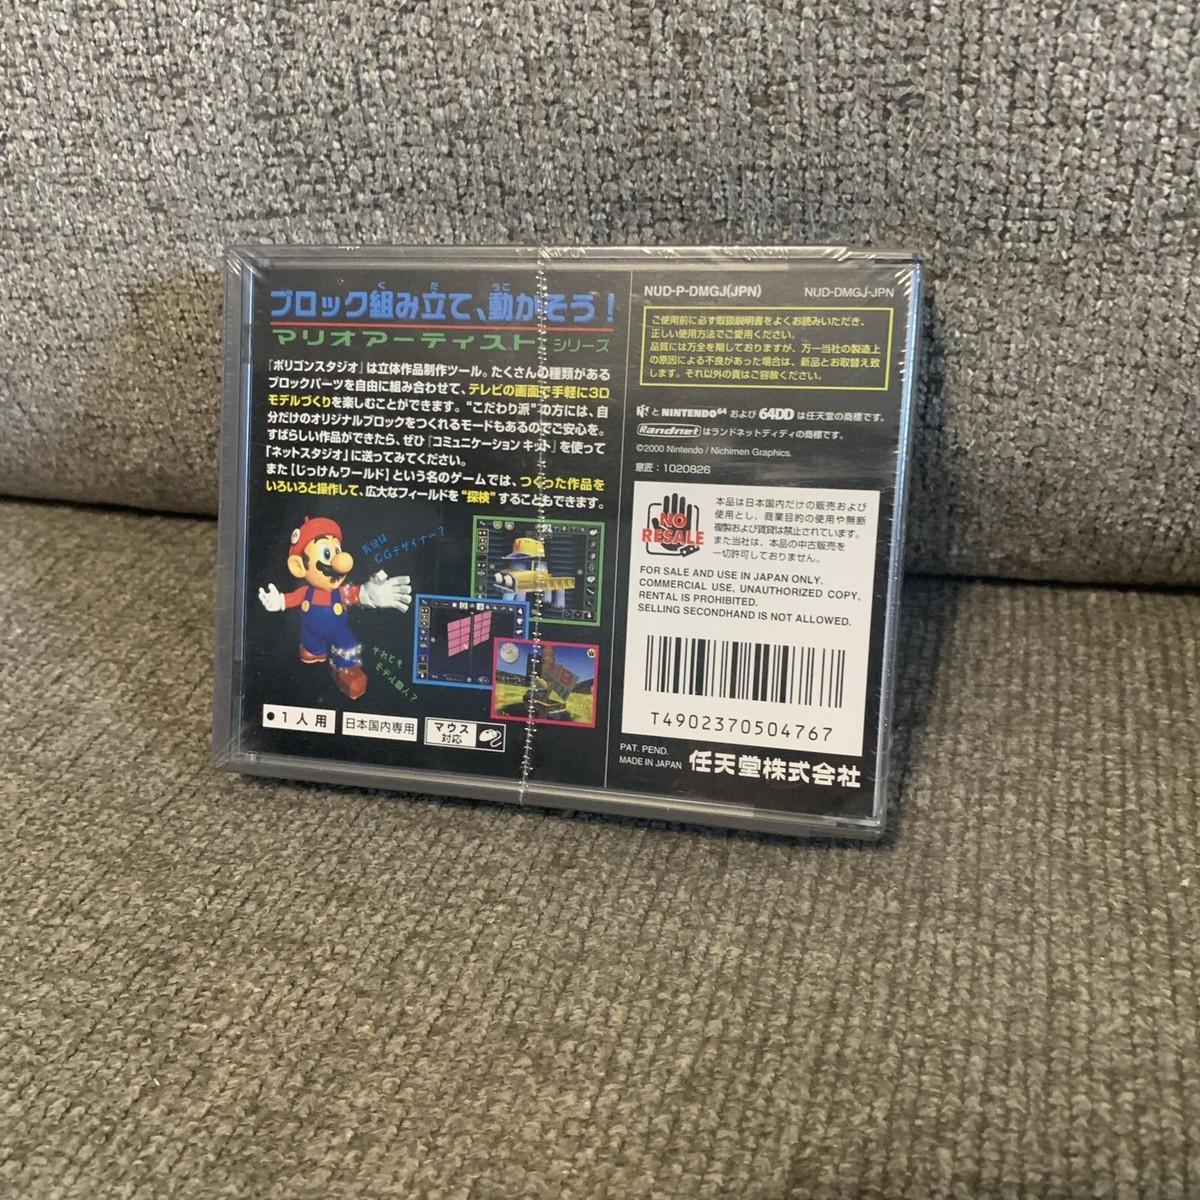 ブロック組み立て、動かそう!
マリオアーティスト シリーズ
『ポリゴンスタジオ』は立体作品制作ツール。たくさんの種類がある
ブロックパーツを自由に組み合わせて、テレビの画面で手軽に3D
モデルづくりを楽しむことができます。“こだわり派”の方には、自
分だけのオリジナルブロックをつくれるモードもあるのでご安心を。
すばらしい作品ができたら、ぜひ『コミュニケーション キット』を使って
「ネットスタジオ」に送ってみてください。
また【じっけんワールド】という名のゲームでは、つくった作品を
いろいろと操作して、広大なフィールドを“探検”することもできます。
気分は
CGデザイナー?
それとも
モデル職人?
●1人用
日本国内専用
マウス
対応
NUD-P-DMGJ(JPN)
NUD-DMGJ-JPN
ご使用前に必ず取扱説明書をよくお読みいただき、
正しい使用方法でご愛用ください。
品質には万全を期しておりますが、万一当社の製造上
の原因による不良があった場合は、新品とお取替え致
します。それ以外の責はご容赦ください。
と NINTENDO64 および 64DD は任天堂の商標です。
Randnet はランドネットディディの商標です。
©2000 Nintendo / Nichimen Graphics.
意匠:1020826
NO
RESALE
本品は日本国内だけの販売および
使用とし、商業目的の使用や無断
複製および賃貸は禁止されています。
また当社は、本品の中古販売を
一切許可しておりません。
FOR SALE AND USE IN JAPAN ONLY.
COMMERCIAL USE, UNAUTHORIZED COPY,
RENTAL IS PROHIBITED.
SELLING SECONDHAND IS NOT ALLOWED.
T4902370504767
PAT. PEND.
MADE IN JAPAN
任天堂株式会社